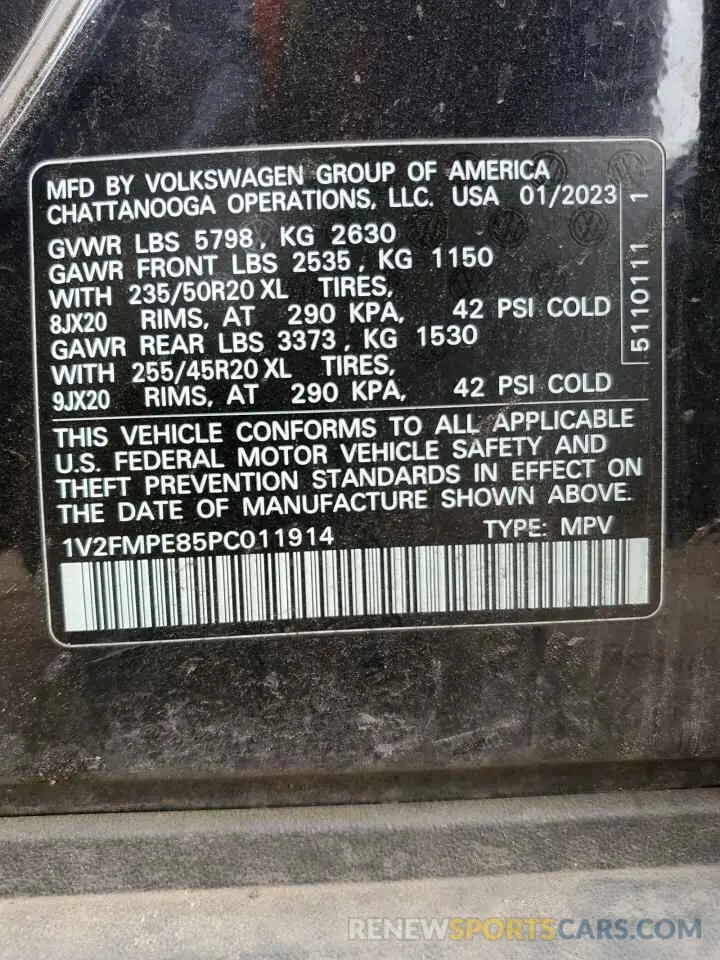 MFD BY VOLKSWAGEN GROUP OF AMERICA
CHATTANOOGA OPERATIONS, LLC. USA 01/2023
GVWR LBS 5798, KG 2630
GAWR FRONT LBS 2535, KG 1150
WITH 235/50R20 XL TIRES,
8JX20 RIMS, AT 290 KPA, 42 PSI COLD
GAWR REAR LBS 3373, KG 1530
WITH 255/45R20 XL TIRES,
9JX20 RIMS, AT 290 KPA, 42 PSI COLD
5110111 1
THIS VEHICLE CONFORMS TO ALL APPLICABLE
U.S. FEDERAL MOTOR VEHICLE SAFETY AND
THEFT PREVENTION STANDARDS IN EFFECT ON
THE DATE OF MANUFACTURE SHOWN ABOVE.
1V2FMPE85PC011914 TYPE: MPV
RENEWSPORTSCARS.COM